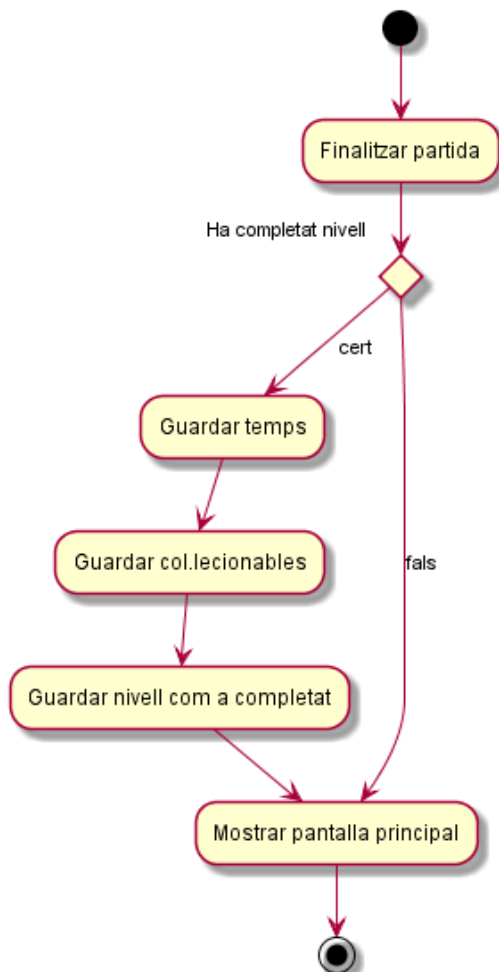 Finalitzar partida
Ha completat nivell
cert
Guardar temps
Guardar col.lecionables
fals
Guardar nivell com a completat
Mostrar pantalla principal